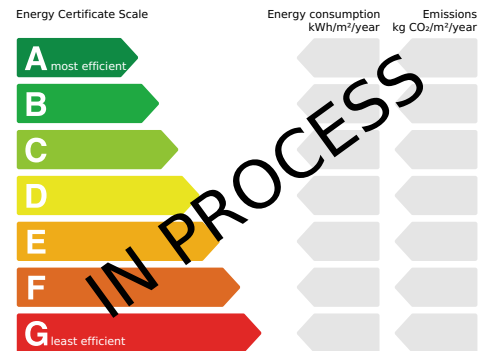 Energy Certificate Scale
Energy consumption
kWh/m²/year
Emissions
kg CO₂/m²/year
A most efficient
B
C
D
E
F
G least efficient
IN PROCESS